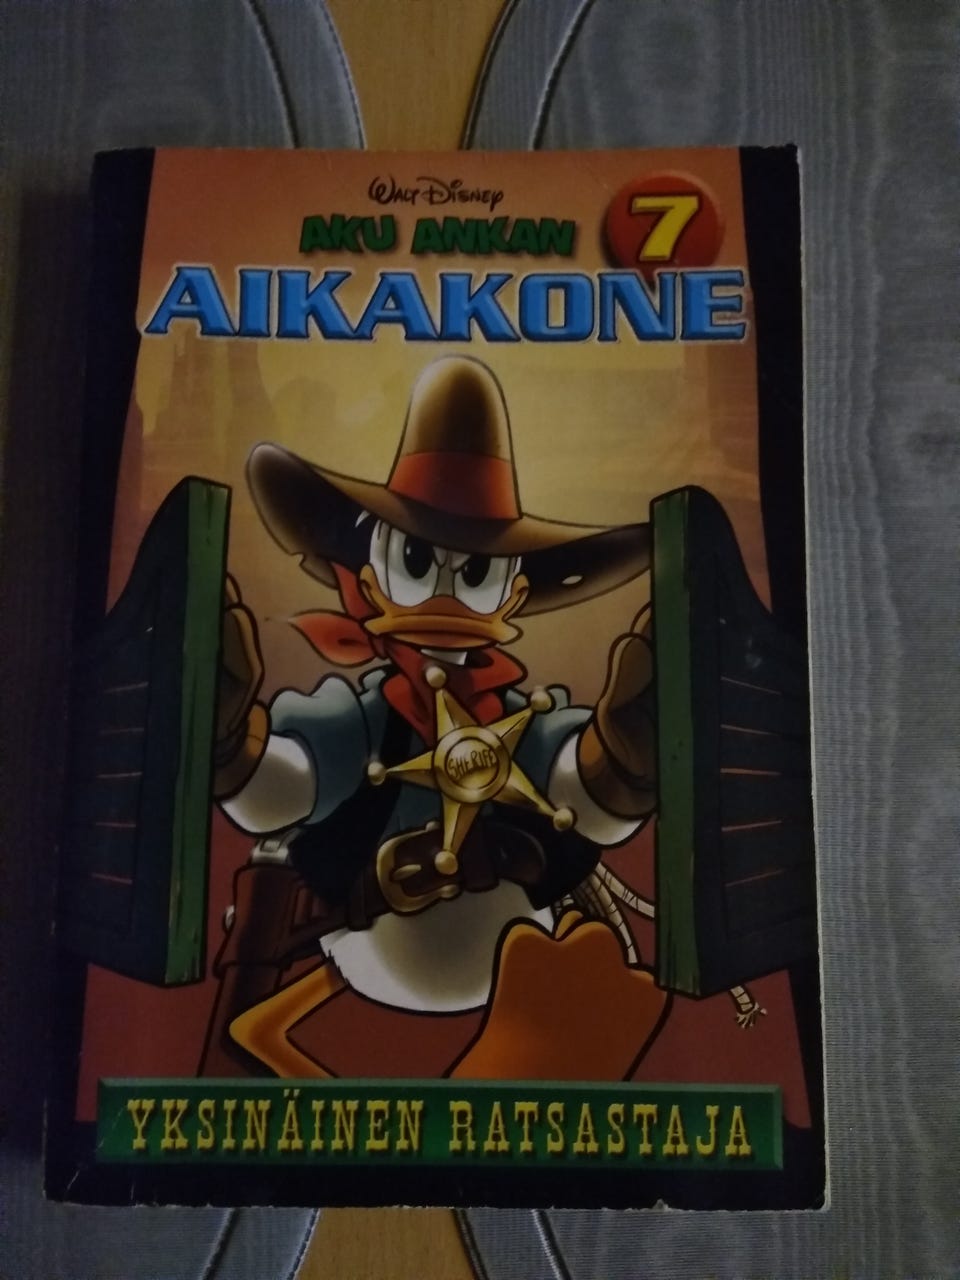 WALT DISNEY
AKU ANKAN
7
AIKAKONE
SHERIFF
YKSINÄINEN RATSASTAJA